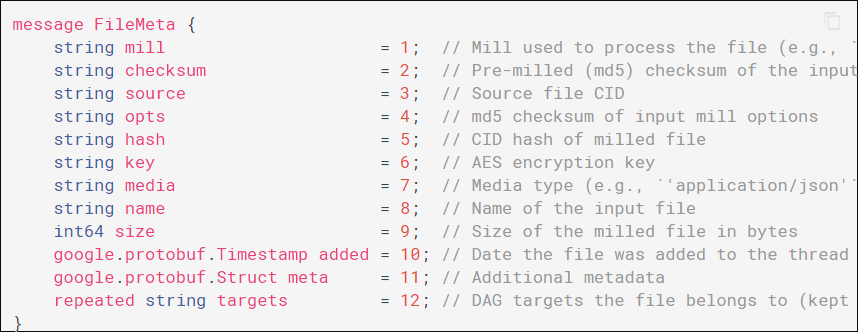 message FileMeta {
    string mill                    = 1;  // Mill used to process the file (e.g., `
    string checksum                = 2;  // Pre-milled (md5) checksum of the input
    string source                  = 3;  // Source file CID
    string opts                    = 4;  // md5 checksum of input mill options
    string hash                    = 5;  // CID hash of milled file
    string key                     = 6;  // AES encryption key
    string media                   = 7;  // Media type (e.g., `'application/json'`
    string name                    = 8;  // Name of the input file
    int64 size                     = 9;  // Size of the milled file in bytes
    google.protobuf.Timestamp added = 10; // Date the file was added to the thread
    google.protobuf.Struct meta     = 11; // Additional metadata
    repeated string targets         = 12; // DAG targets the file belongs to (kept
}